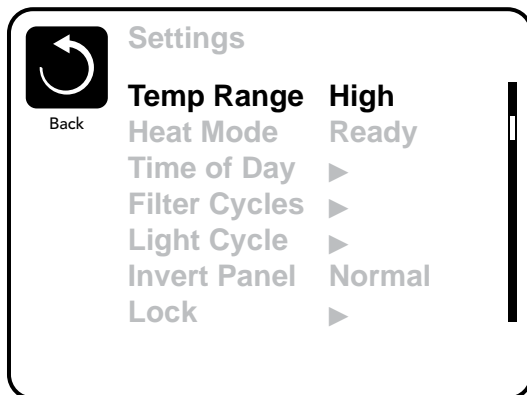 Settings
Back
Temp Range High
Heat Mode Ready
Time of Day ▶
Filter Cycles ▶
Light Cycle ▶
Invert Panel Normal
Lock ▶